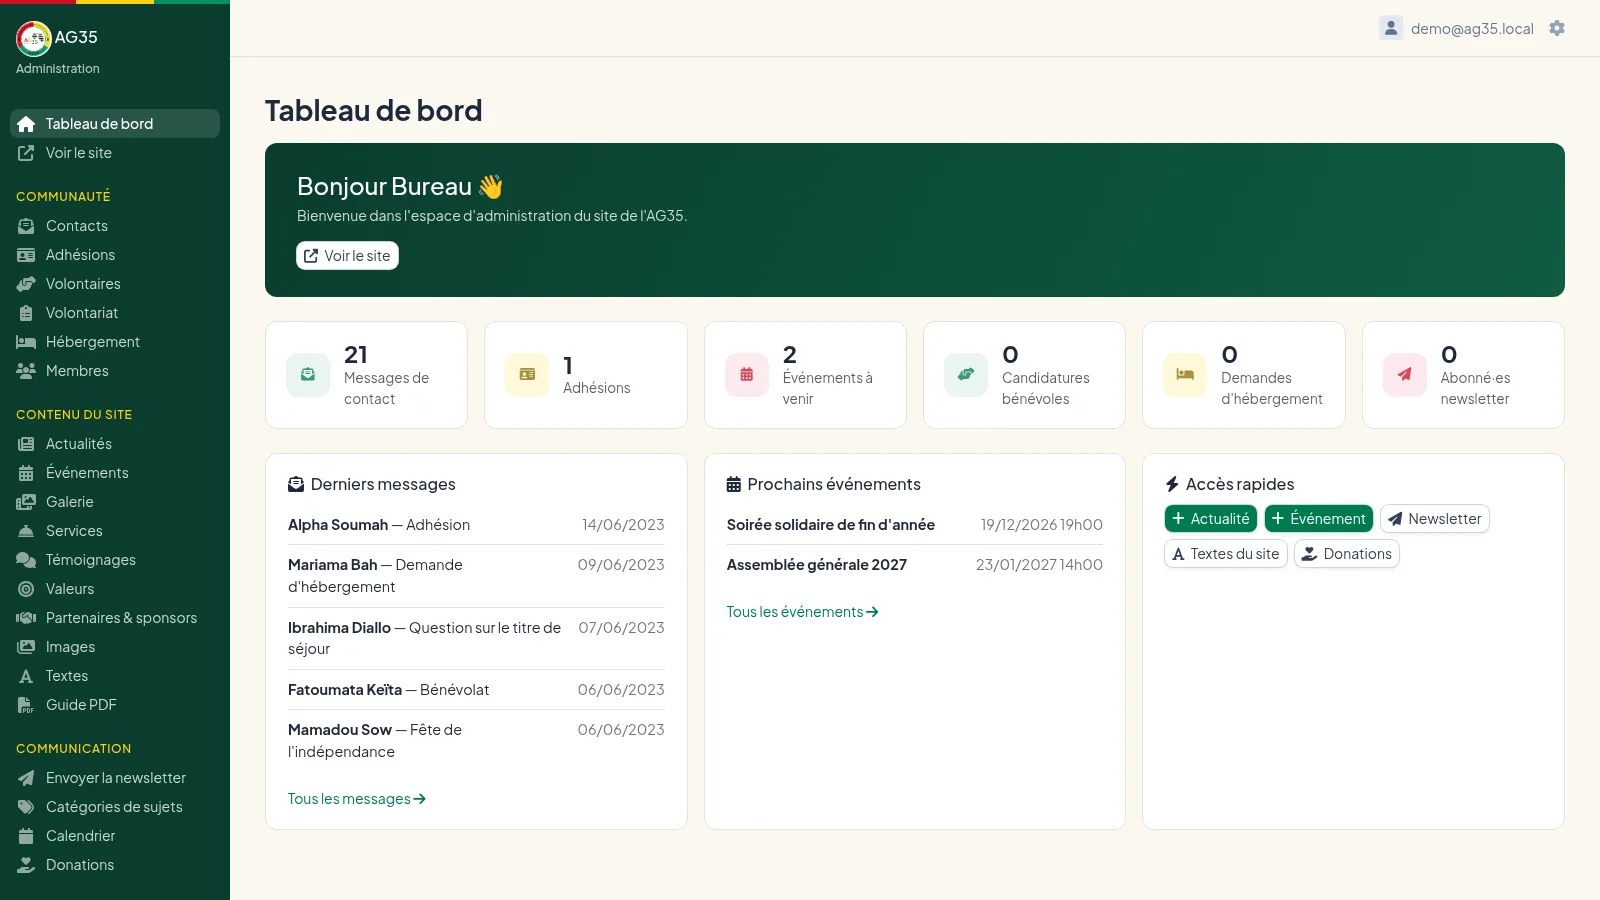 AG35
Administration
Tableau de bord
Voir le site
COMMUNAUTÉ
Contacts
Adhésions
Volontaires
Volontariat
Hébergement
Membres
CONTENU DU SITE
Actualités
Événements
Galerie
Services
Témoignages
Valeurs
Partenaires & sponsors
Images
Textes
Guide PDF
COMMUNICATION
Envoyer la newsletter
Catégories de sujets
Calendrier
Donations
demo@ag35.local
Tableau de bord
Bonjour Bureau 👋
Bienvenue dans l'espace d'administration du site de l'AG35.
Voir le site
21
Messages de
contact
1
Adhésions
2
Événements à
venir
0
Candidatures
bénévoles
0
Demandes
d'hébergement
0
Abonné·es
newsletter
Derniers messages
Alpha Soumah — Adhésion 14/06/2023
Mariama Bah — Demande 09/06/2023
d'hébergement
Ibrahima Diallo — Question sur le titre de 07/06/2023
séjour
Fatoumata Keïta — Bénévolat 06/06/2023
Mamadou Sow — Fête de 06/06/2023
l'indépendance
Tous les messages
Prochains événements
Soirée solidaire de fin d'année 19/12/2026 19h00
Assemblée générale 2027 23/01/2027 14h00
Tous les événements
Accès rapides
Actualité
Événement
Newsletter
Textes du site
Donations